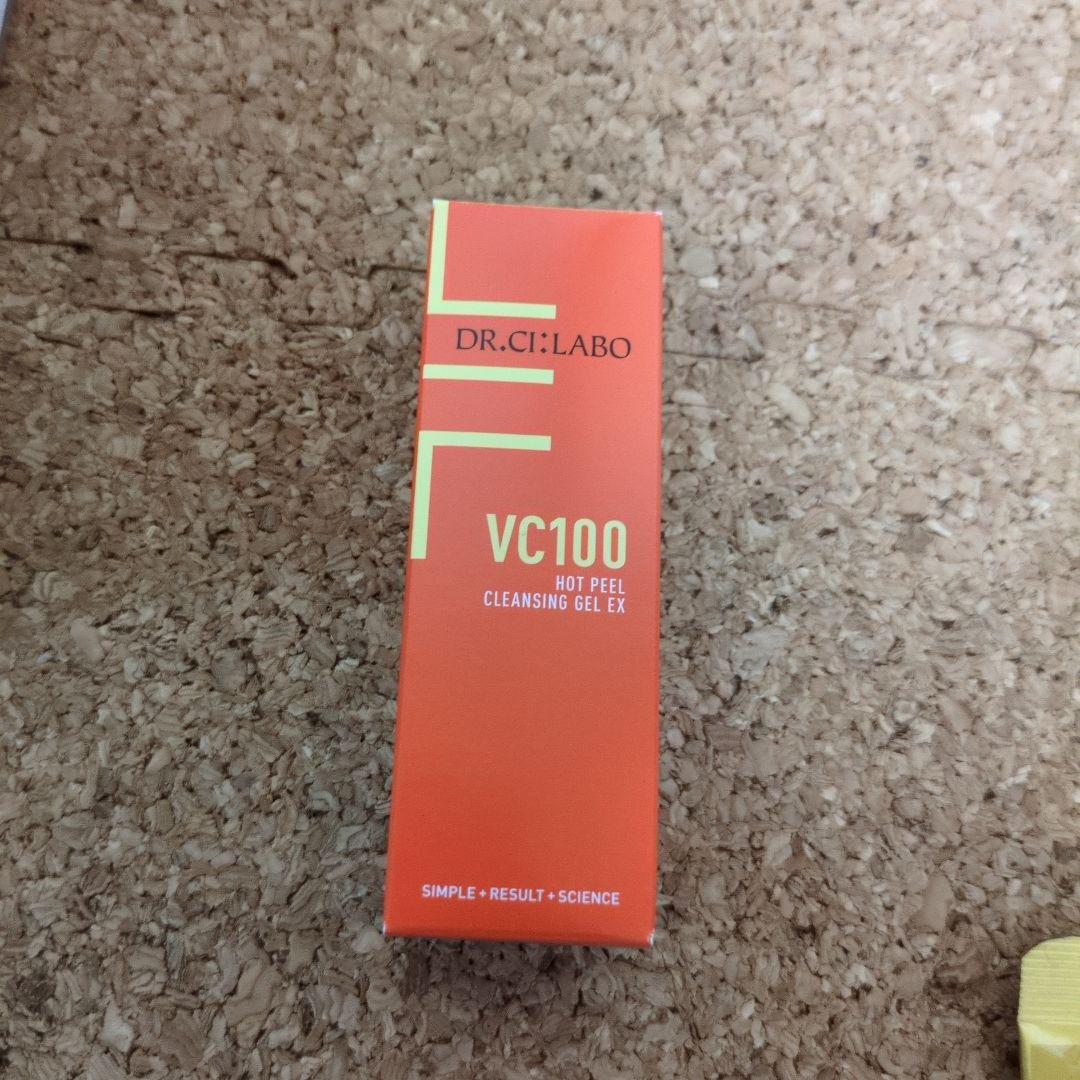 DR.CI:LABO
VC100
HOT PEEL
CLEANSING GEL EX
SIMPLE + RESULT + SCIENCE